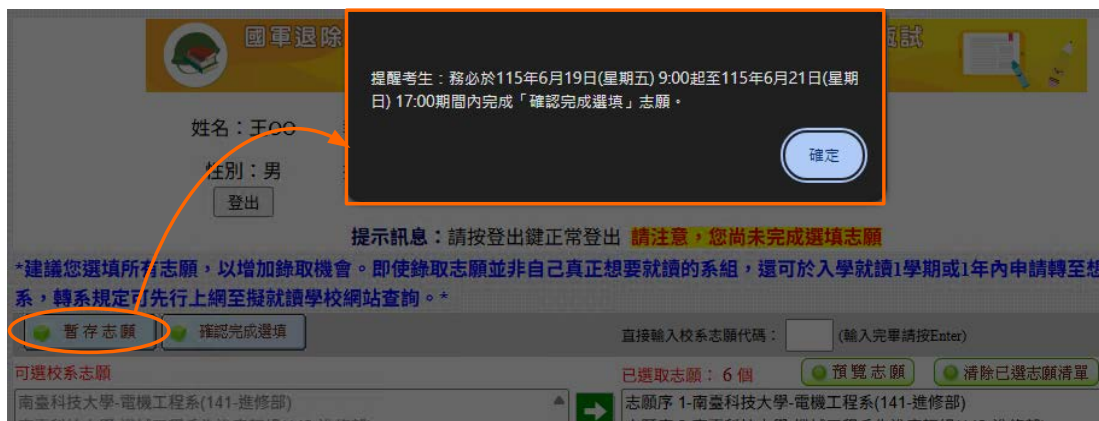 國軍退除
甄試
提醒考生：務必於115年6月19日(星期五) 9:00起至115年6月21日(星期
日) 17:00期間內完成「確認完成選填」志願。
確定
姓名：王OO
性別：男
登出
提示訊息：請按登出鍵正常登出 請注意，您尚未完成選填志願
*建議您選填所有志願，以增加錄取機會。即使錄取志願並非自己真正想要就讀的系組，還可於入學就讀1學期或1年內申請轉至想
系，轉系規定可先行上網至擬就讀學校網站查詢。*
暫存志願 確認完成選填 直接輸入校系志願代碼： (輸入完畢請按Enter)
可選校系志願 已選取志願： 6 個 預覽志願 清除已選志願清單
南臺科技大學-電機工程系(141-進修部) 志願序 1-南臺科技大學-電機工程系(141-進修部)